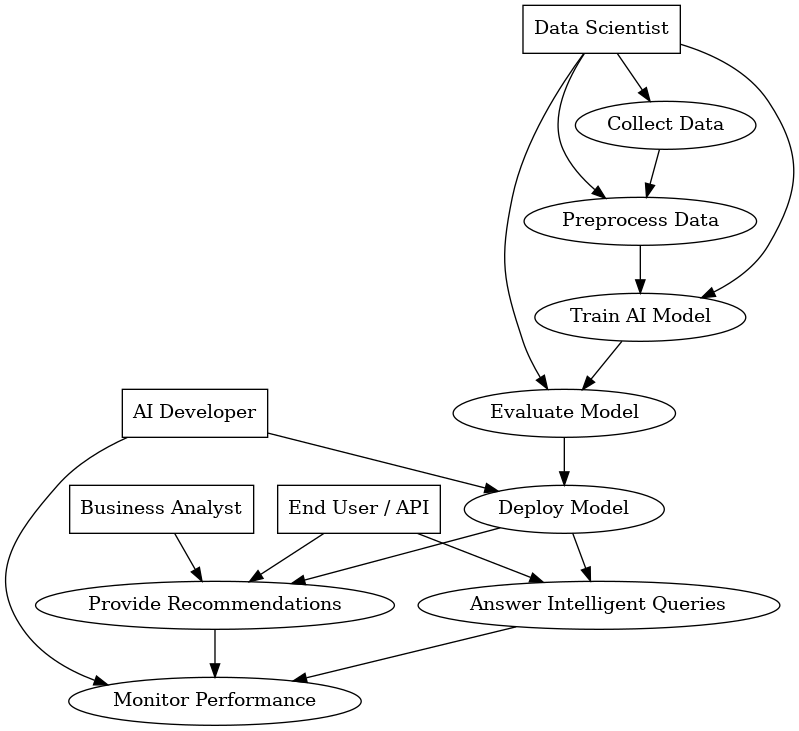 Data Scientist
Collect Data
Preprocess Data
Train AI Model
AI Developer
Evaluate Model
Business Analyst
End User / API
Deploy Model
Provide Recommendations
Answer Intelligent Queries
Monitor Performance